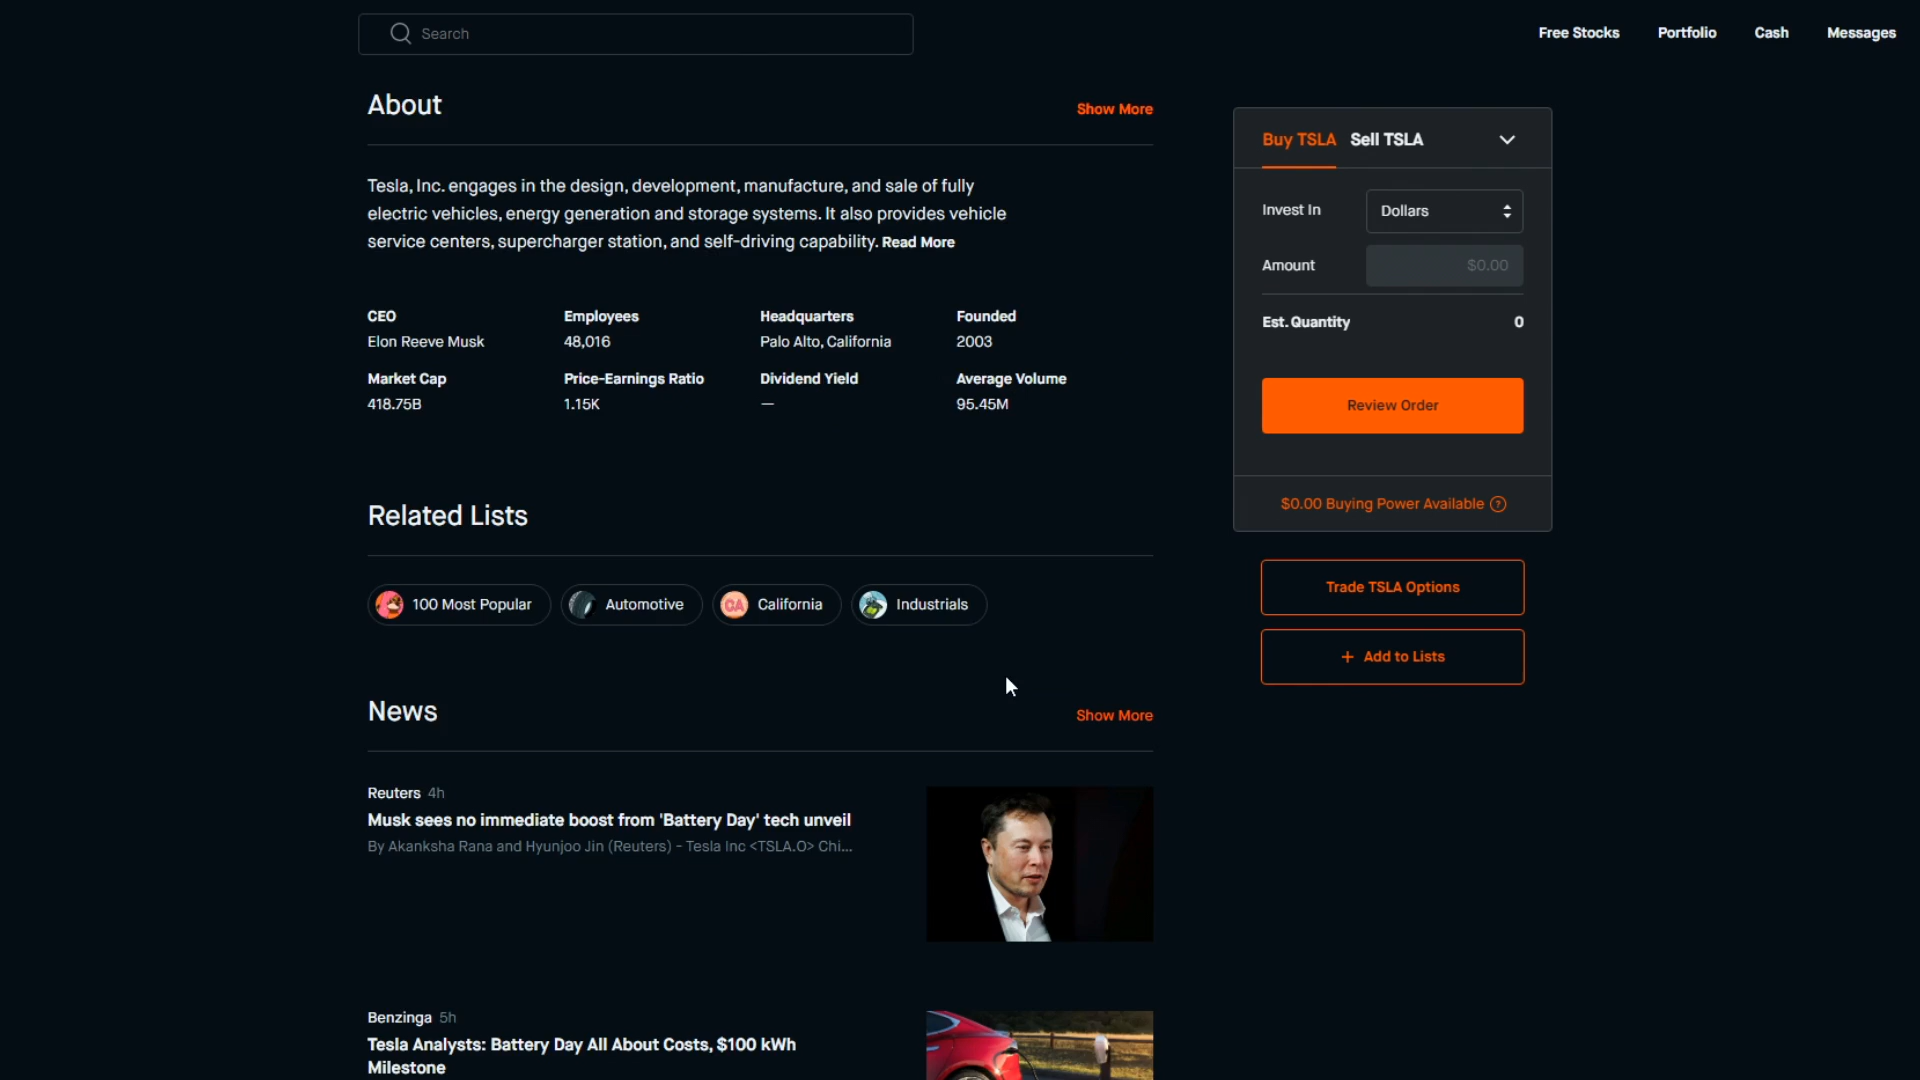 Search
Free Stocks
Portfolio
Cash
Messages
About
Show More
Tesla, Inc. engages in the design, development, manufacture, and sale of fully
electric vehicles, energy generation and storage systems. It also provides vehicle
service centers, supercharger station, and self-driving capability. Read More
CEO
Elon Reeve Musk
Employees
48,016
Headquarters
Palo Alto, California
Founded
2003
Market Cap
418.75B
Price-Earnings Ratio
1.15K
Dividend Yield
—
Average Volume
95.45M
Related Lists
100 Most Popular
Automotive
CA
California
Industrials
News
Show More
Reuters 4h
Musk sees no immediate boost from 'Battery Day' tech unveil
By Akanksha Rana and Hyunjoo Jin (Reuters) - Tesla Inc <TSLA.O> Chi...
Benzinga 5h
Tesla Analysts: Battery Day All About Costs, $100 kWh
Milestone
Buy TSLA
Sell TSLA
Invest In
Dollars
Amount
$0.00
Est. Quantity
0
Review Order
$0.00 Buying Power Available ?
Trade TSLA Options
+ Add to Lists